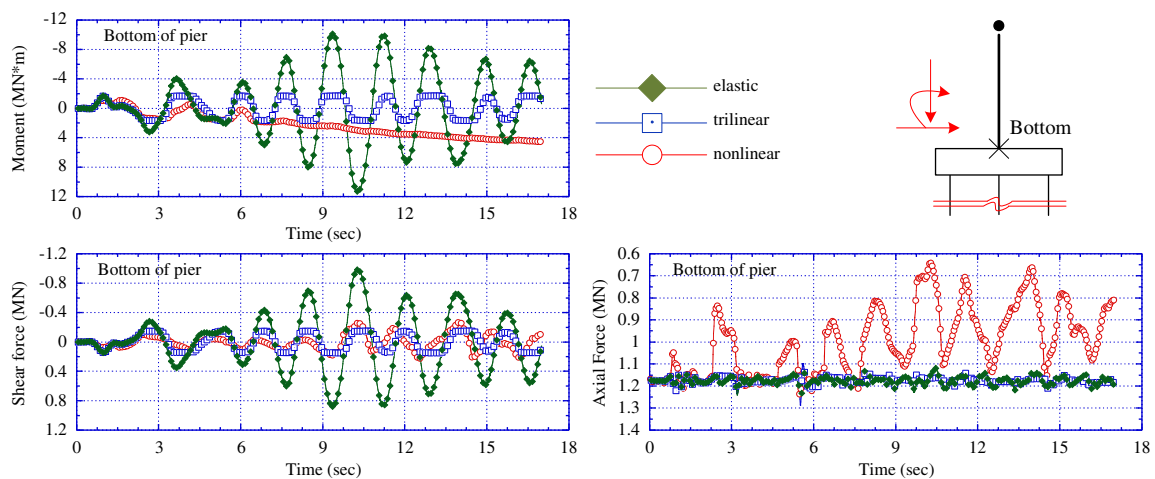 -12
-8
-4
0
4
8
12
Moment (MN*m)
Bottom of pier
0 3 6 9 12 15 18
Time (sec)
elastic
trilinear
nonlinear
Bottom
-1.2
-0.8
-0.4
0
0.4
0.8
1.2
Shear force (MN)
Bottom of pier
0 3 6 9 12 15 18
Time (sec)
0.6
0.7
0.8
0.9
1
1.1
1.2
1.3
1.4
Axial Force (MN)
Bottom of pier
0 3 6 9 12 15 18
Time (sec)